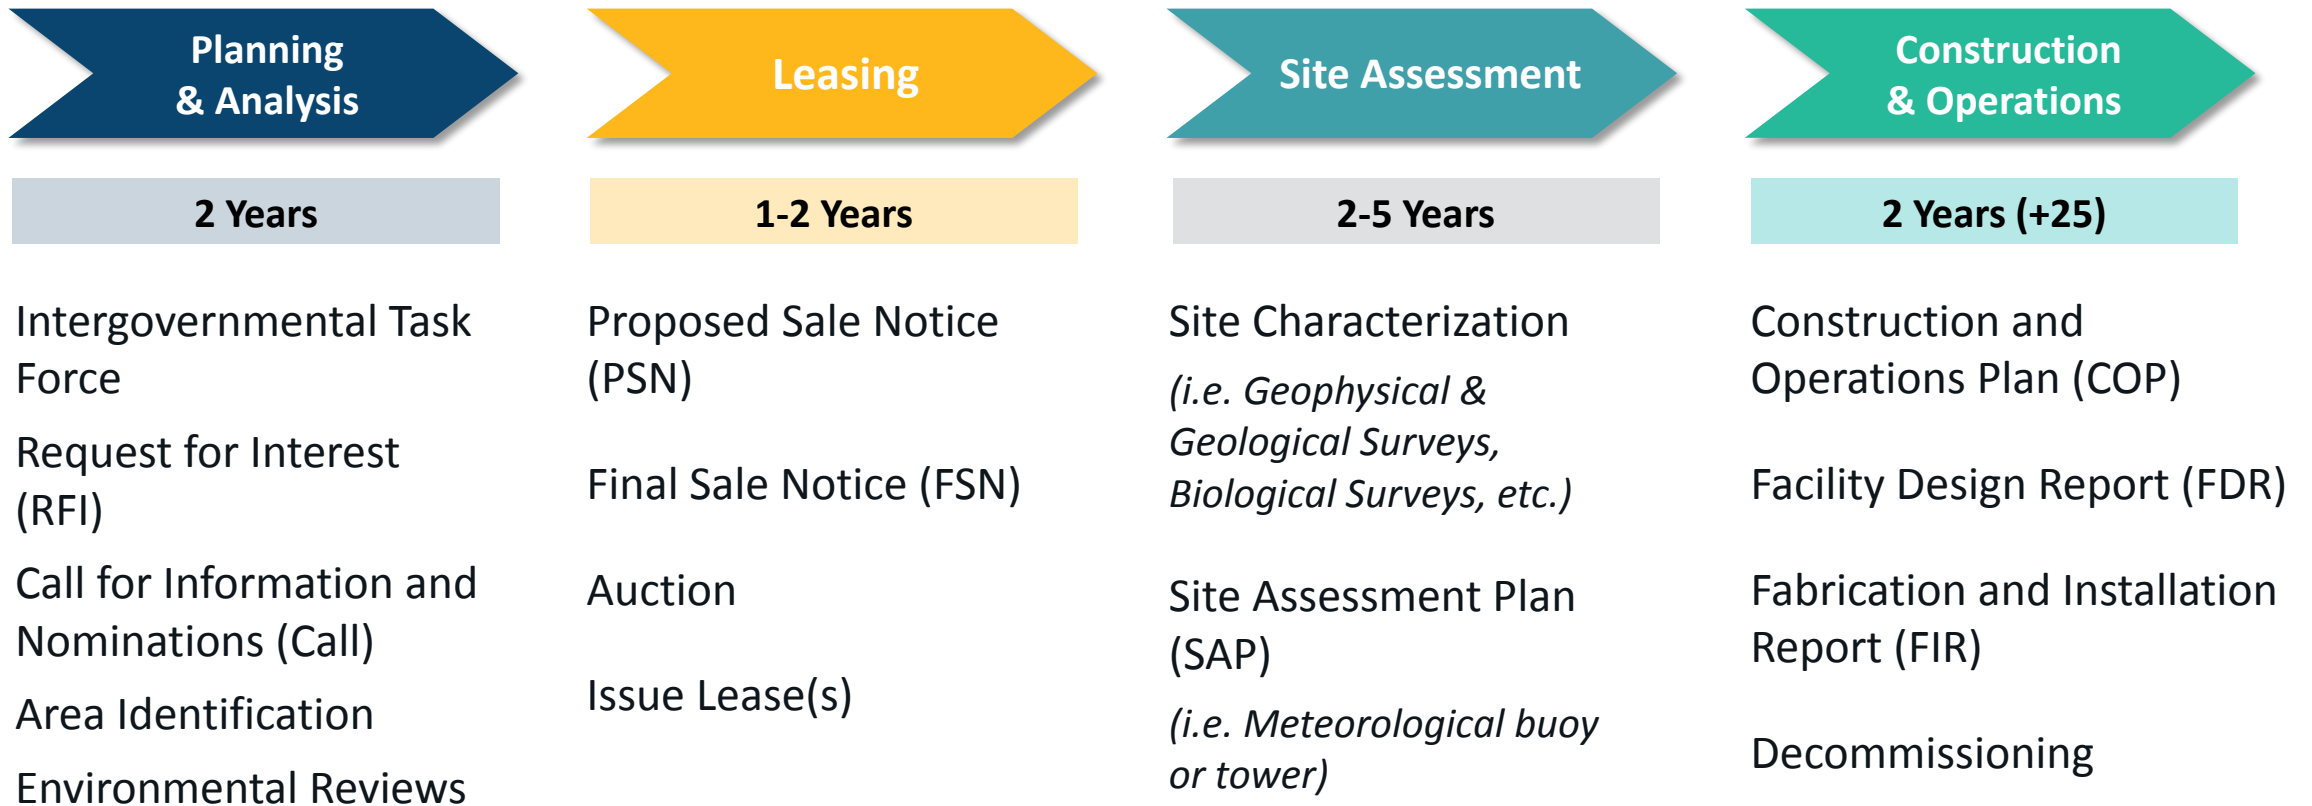 Planning
& Analysis
2 Years
Intergovernmental Task
Force
Request for Interest
(RFI)
Call for Information and
Nominations (Call)
Area Identification
Environmental Reviews
Leasing
1-2 Years
Proposed Sale Notice
(PSN)
Final Sale Notice (FSN)
Auction
Issue Lease(s)
Site Assessment
2-5 Years
Site Characterization
(i.e. Geophysical &
Geological Surveys,
Biological Surveys, etc.)
Site Assessment Plan
(SAP)
(i.e. Meteorological buoy
or tower)
Construction
& Operations
2 Years (+25)
Construction and
Operations Plan (COP)
Facility Design Report (FDR)
Fabrication and Installation
Report (FIR)
Decommissioning